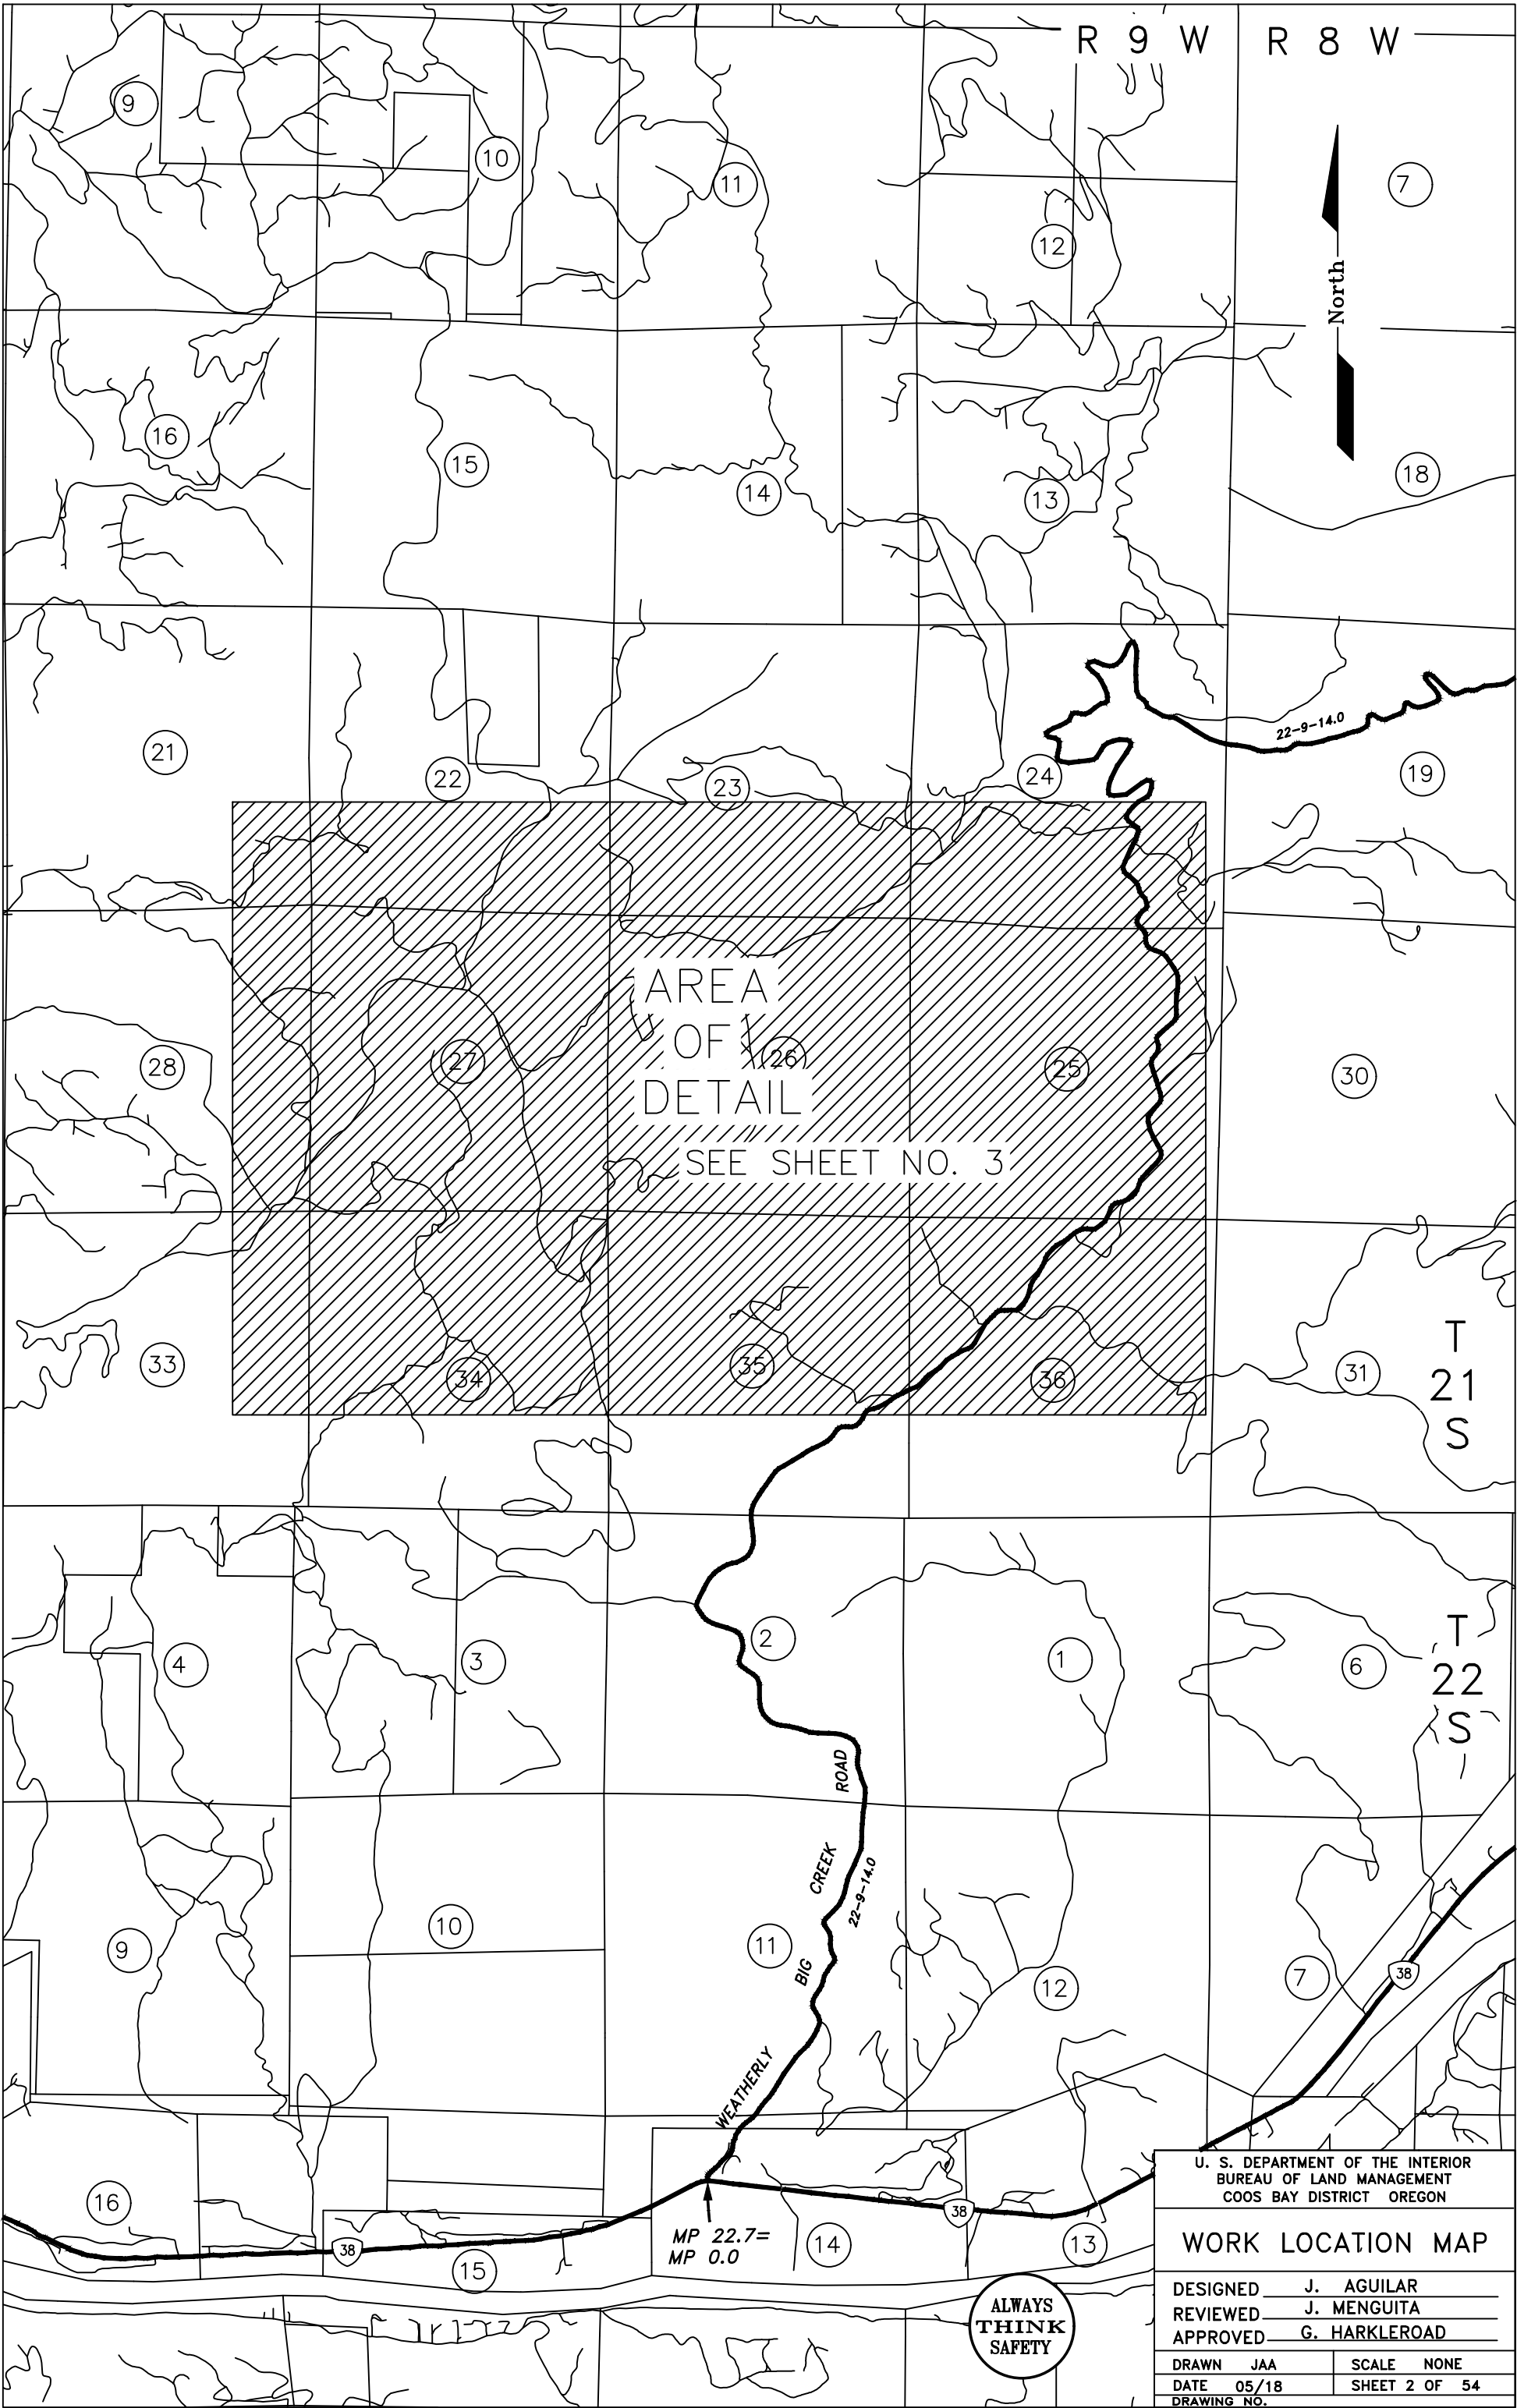 R 9 W R 8 W
9
10
11
12
7
North
16
15
14
13
18
21
22
23
24
22-9-14.0
19
AREA
OF
DETAIL
SEE SHEET NO. 3
28
27
26
25
30
33
34
35
36
31
T
21
S
4
3
2
1
6
T
22
S
9
10
11
12
7
WEATHERLY BIG CREEK ROAD
22-9-14.0
38
16
15
14
13
38
38
MP 22.7=
MP 0.0
ALWAYS
THINK
SAFETY
U. S. DEPARTMENT OF THE INTERIOR
BUREAU OF LAND MANAGEMENT
COOS BAY DISTRICT OREGON
WORK LOCATION MAP
DESIGNED J. AGUILAR
REVIEWED J. MENGUITA
APPROVED G. HARKLEROAD
DRAWN JAA SCALE NONE
DATE 05/18 SHEET 2 OF 54
DRAWING NO.